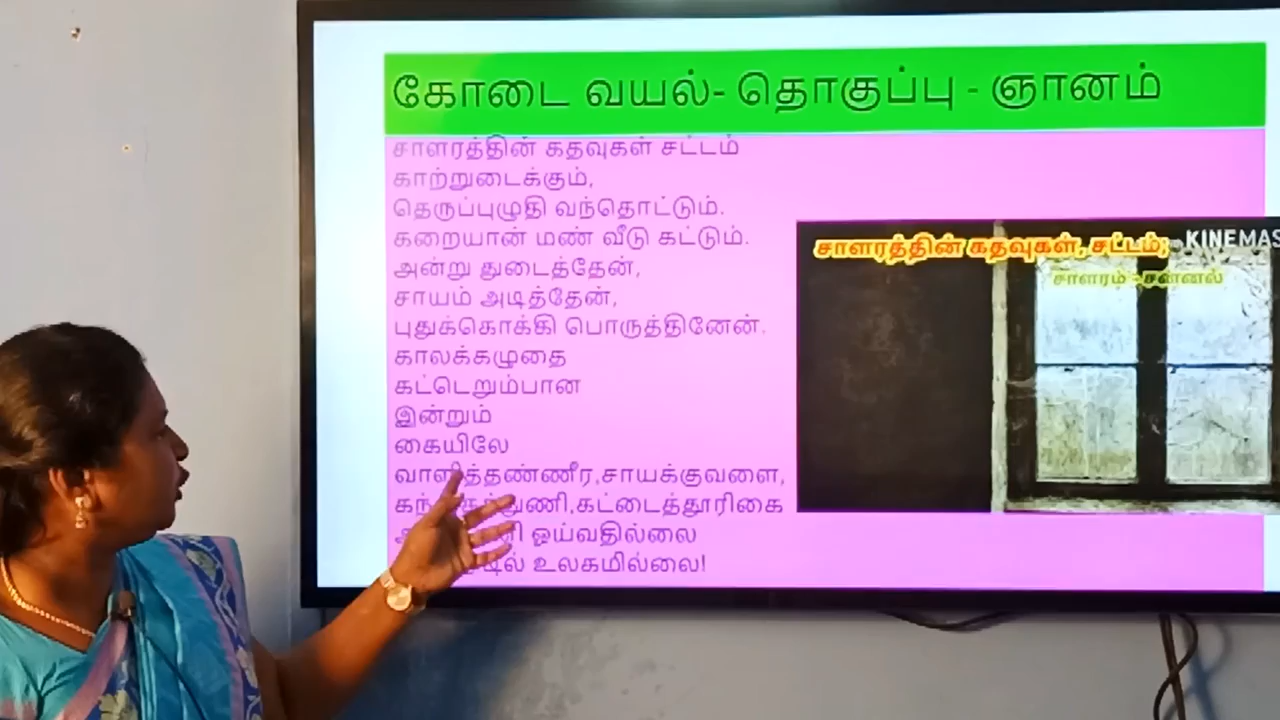 கோடை வயல்- தொகுப்பு - ஞானம்
சாளரத்தின் கதவுகள் சட்டம்
காற்றுடைக்கும்,
தெருப்புழுதி வந்தொட்டும்.
கறையான் மண் வீடு கட்டும்.
அன்று துடைத்தேன்,
சாயம் அடித்தேன்,
புதுக்கொக்கி பொருத்தினேன்.
காலக்கழுதை
கட்டெறும்பான
இன்றும்
கையிலே
வாளித்தண்ணீர,சாயக்குவளை,
கட்டைத்தூரிகை
ஓய்வதில்லை
உலகமில்லை!
சாளரத்தின் கதவுகள், சட்டம்;
KINEMAS
சாளரம் - சன்னல்